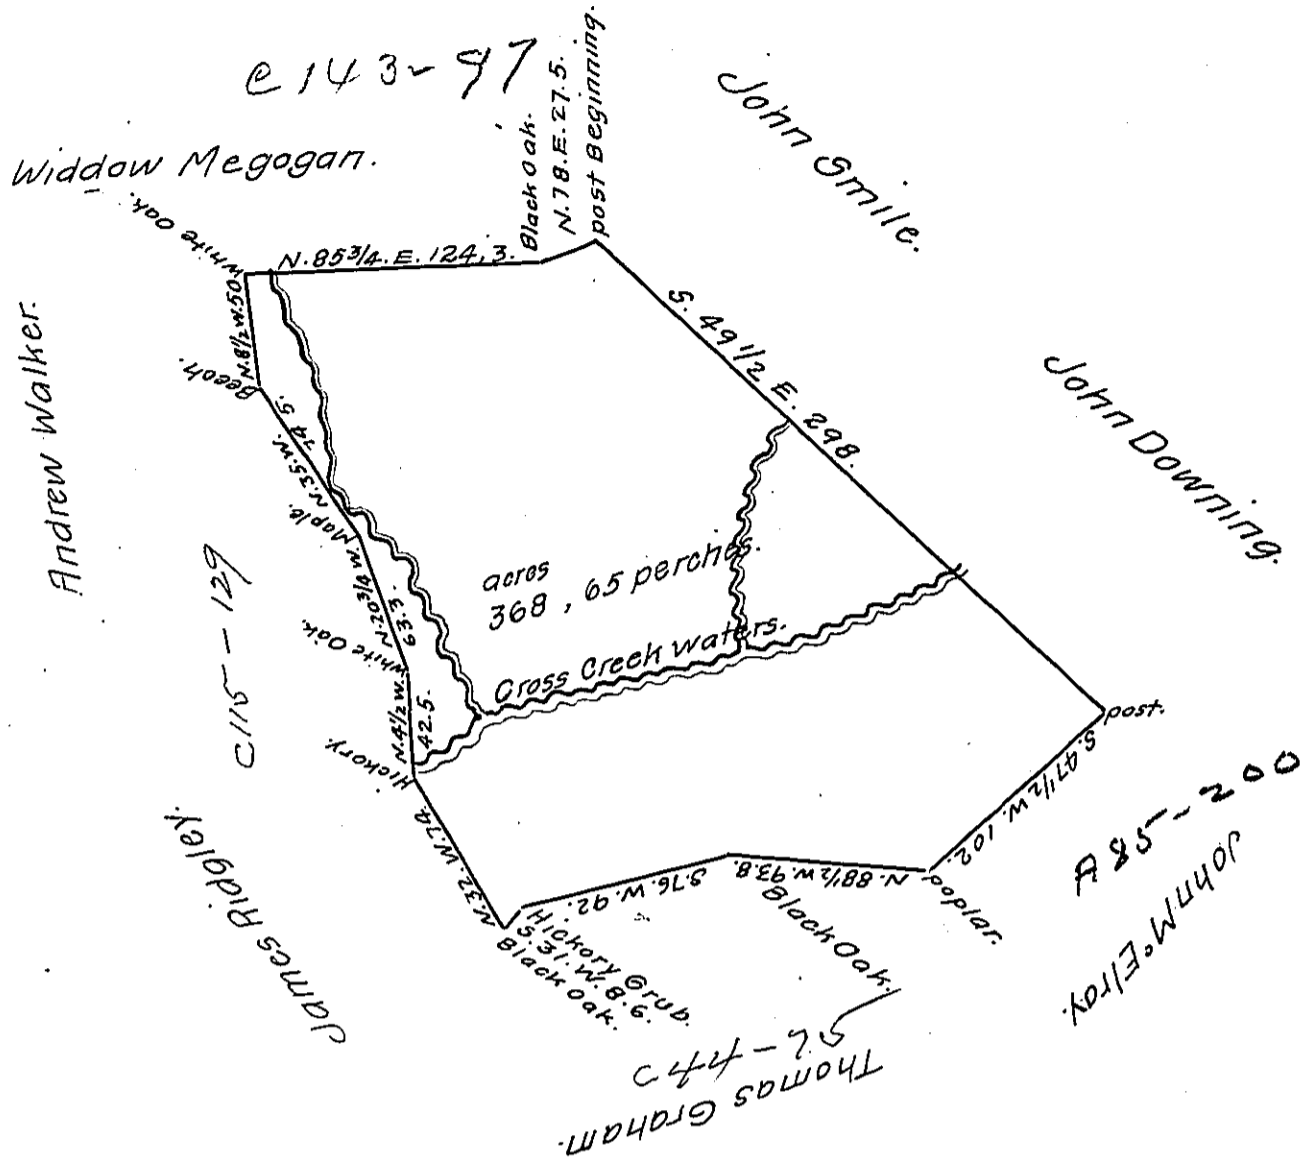 C 143-97
Widdow Megogan.
John Smile.
post Beginning.
N.78.E.27.5.
Black Oak.
N.85 3/4.E. 124,3.
White Oak.
N.8 1/2 W.50
Beech.
Andrew Walker.
S. 49 1/2 E. 298.
John Downing.
N.35.W.
74.5.
Maple.
N.20 3/4 W.
63.3.
White Oak.
C115-129
acres
368, 65 perches.
Cross Creek waters.
N.4 1/2 W.
42.5.
Hickory.
post.
S.47 1/2 W. 102.
A 85-200
John McElroy.
poplar.
N. 88 1/2 W. 93.8.
Black Oak.
S.76.W. 92.
Hickory Grub.
S.31.W.8.6.
Black Oak.
N.32.W.74.
James Ridgley.
Thomas Graham.